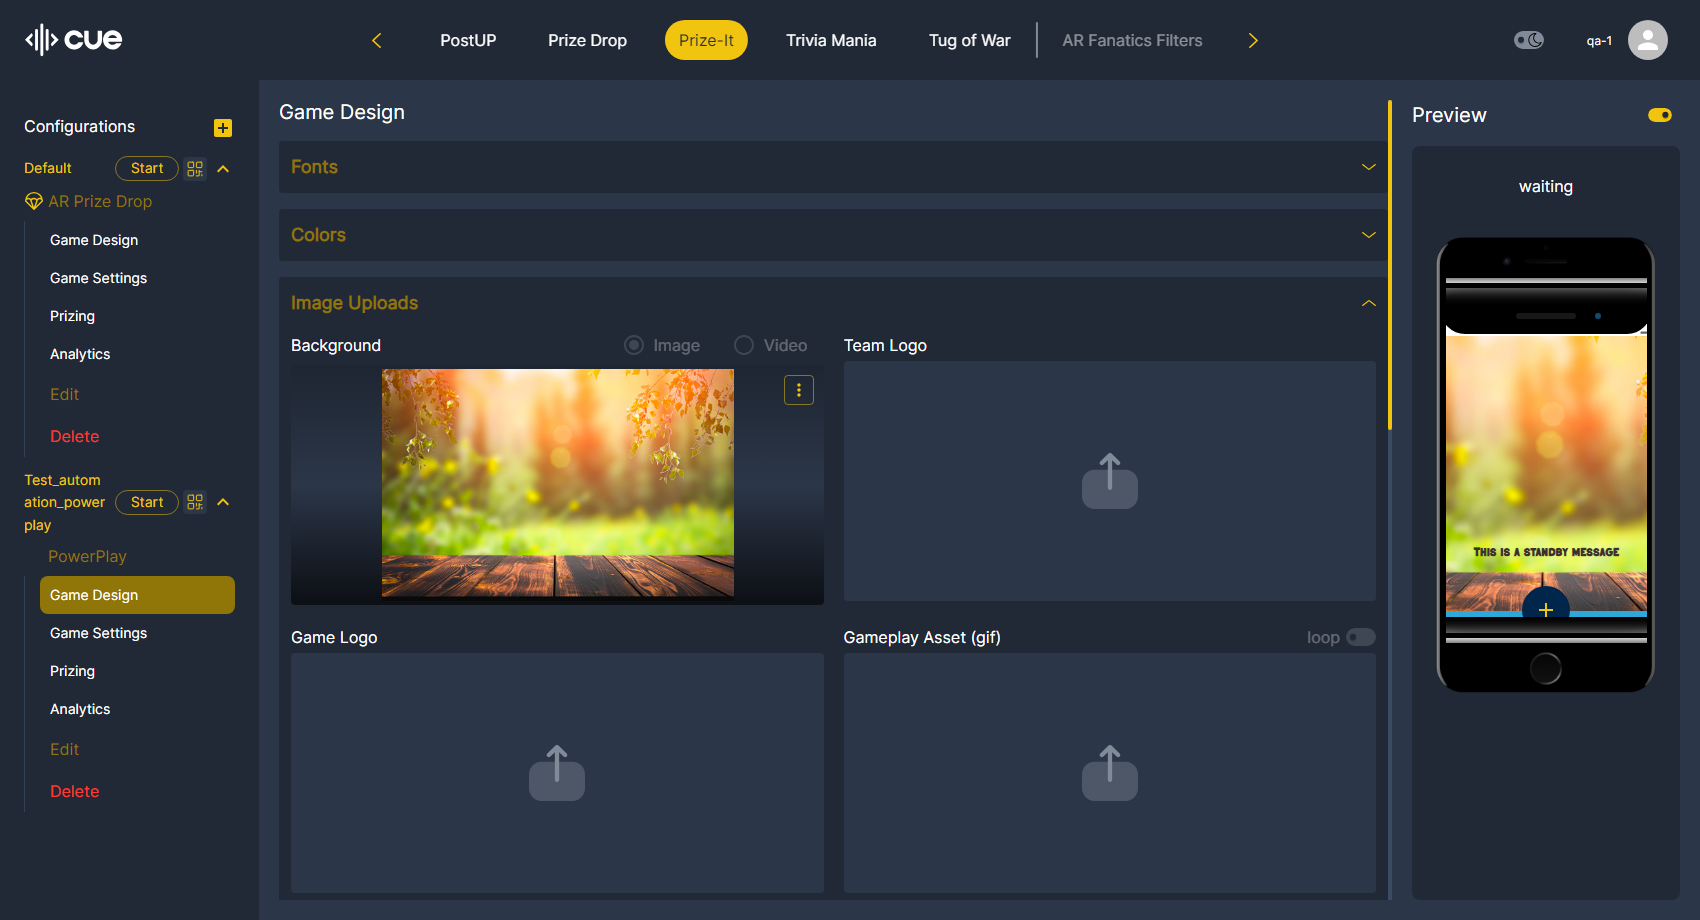 cue
PostUP
Prize Drop
Prize-It
Trivia Mania
Tug of War
AR Fanatics Filters
qa-1
Configurations
Default
Start
AR Prize Drop
Game Design
Game Settings
Prizing
Analytics
Edit
Delete
Test_autom
ation_power
play
Start
PowerPlay
Game Design
Game Settings
Prizing
Analytics
Edit
Delete
Game Design
Fonts
Colors
Image Uploads
Background
Image
Video
Team Logo
Game Logo
Gameplay Asset (gif)
loop
Preview
waiting
This is a standby message